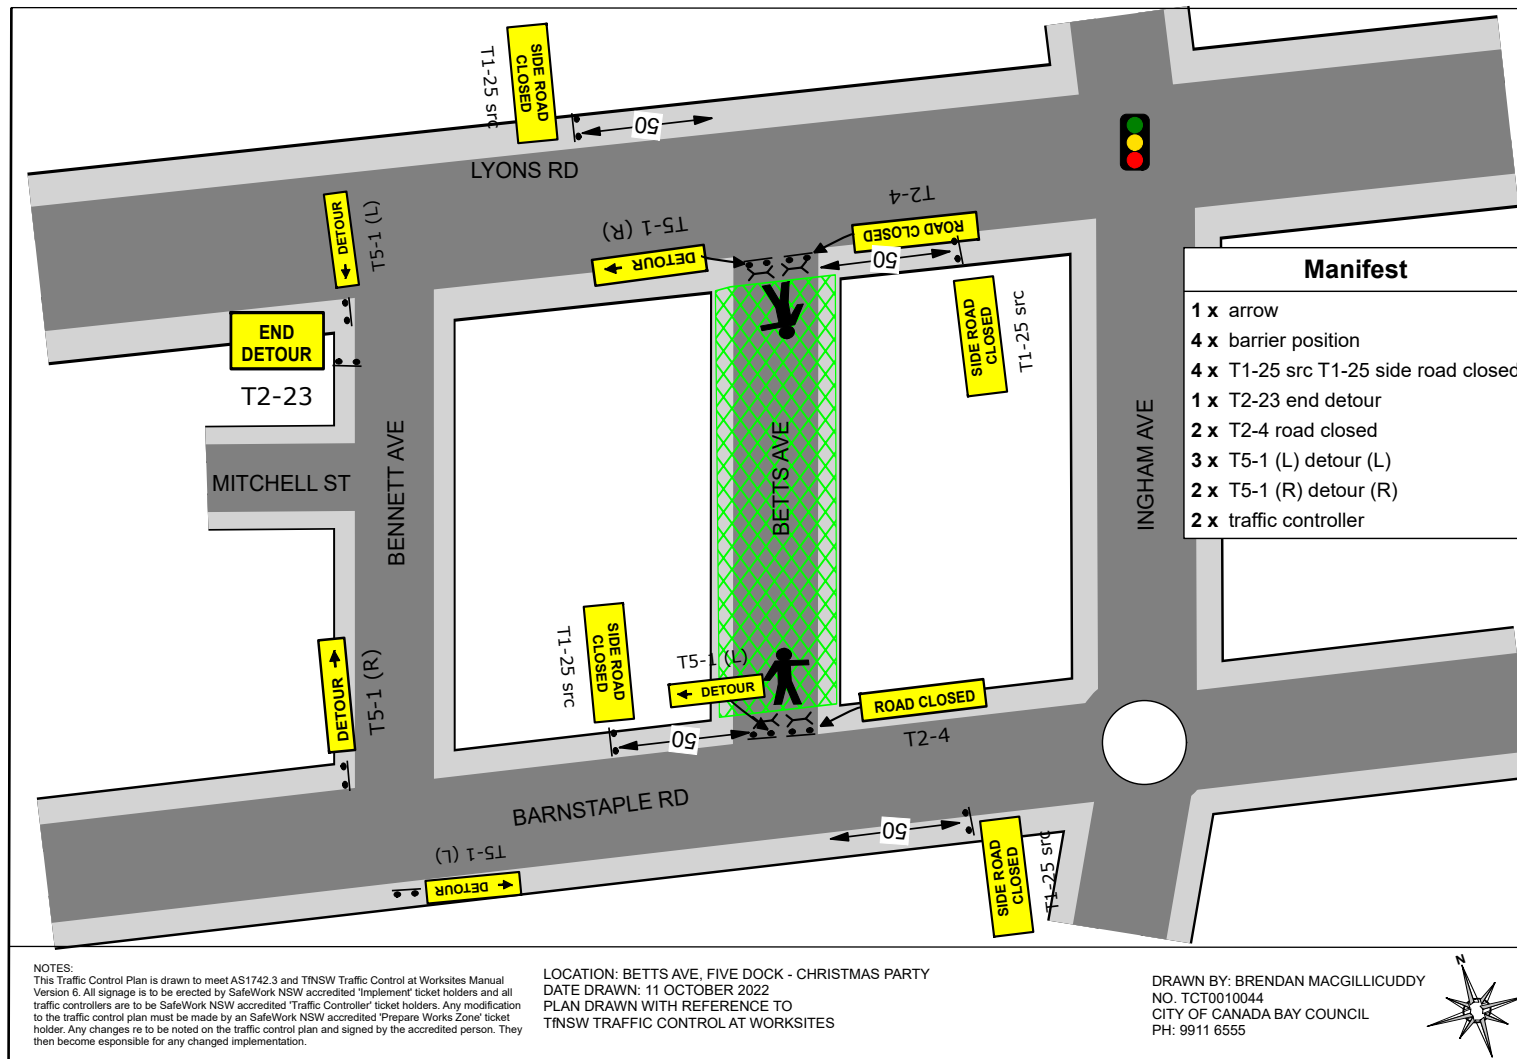 SIDE ROAD
CLOSED
T1-25 src
50
LYONS RD
T2-4
ROAD CLOSED
T5-1 (R)
DETOUR
50
DETOUR
T5-1 (L)
END
DETOUR
T2-23
SIDE ROAD
CLOSED
T1-25 src
Manifest
1 x arrow
4 x barrier position
4 x T1-25 src T1-25 side road closed
1 x T2-23 end detour
2 x T2-4 road closed
3 x T5-1 (L) detour (L)
2 x T5-1 (R) detour (R)
2 x traffic controller
MITCHELL ST
BENNETT AVE
BETTS AVE
INGHAM AVE
SIDE ROAD
CLOSED
T1-25 src
T5-1 (L)
DETOUR
ROAD CLOSED
T2-4
50
DETOUR
T5-1 (R)
BARNSTAPLE RD
50
T5-1 (L)
DETOUR
SIDE ROAD
CLOSED
T1-25 src
NOTES:
This Traffic Control Plan is drawn to meet AS1742.3 and TfNSW Traffic Control at Worksites Manual
Version 6. All signage is to be erected by SafeWork NSW accredited 'Implement' ticket holders and all
traffic controllers are to be SafeWork NSW accredited 'Traffic Controller' ticket holders. Any modification
to the traffic control plan must be made by an SafeWork NSW accredited 'Prepare Works Zone' ticket
holder. Any changes re to be noted on the traffic control plan and signed by the accredited person. They
then become esponsible for any changed implementation.
LOCATION: BETTS AVE, FIVE DOCK - CHRISTMAS PARTY
DATE DRAWN: 11 OCTOBER 2022
PLAN DRAWN WITH REFERENCE TO
TfNSW TRAFFIC CONTROL AT WORKSITES
DRAWN BY: BRENDAN MACGILLICUDDY
NO. TCT0010044
CITY OF CANADA BAY COUNCIL
PH: 9911 6555
N